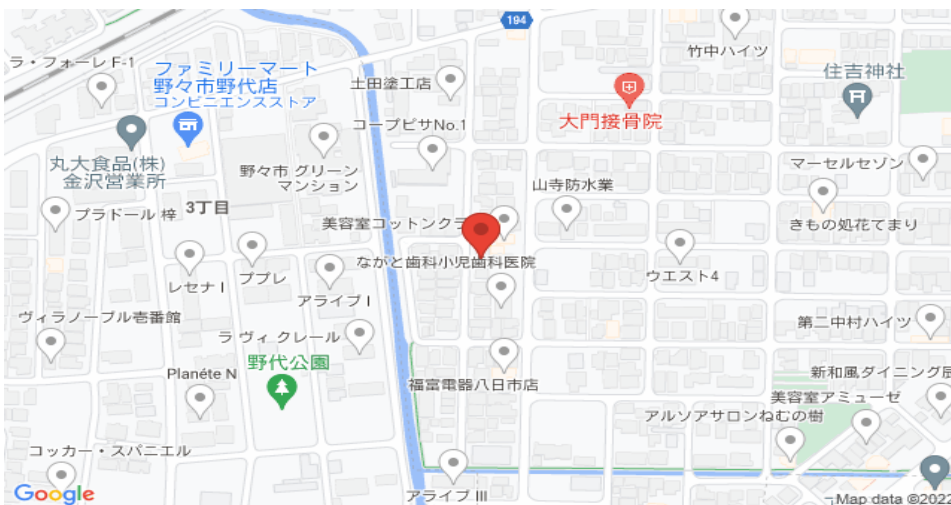 194
ラ・フォーレ F-1
ファミリーマート
野々市野代店
コンビニエンスストア
土田塗工店
竹中ハイツ
住吉神社
大門接骨院
コープビサNo.1
丸大食品(株)
金沢営業所
野々市 グリーン
マンション
マーセルセゾン
山寺防水業
プラドール 梓
3丁目
美容室コットンクラ
きもの処花てまり
ながと歯科小児歯科医院
ププレ
レセナ I
アライブ I
ウエスト4
ヴィラノーブル壱番館
ラ ヴィ クレール
第二中村ハイツ
野代公園
Planéte N
福富電器八日市店
新和風ダイニング辰
美容室アミューゼ
アルソアサロンねむの樹
コッカー・スパニエル
アライブ III
Google
Map data ©2022